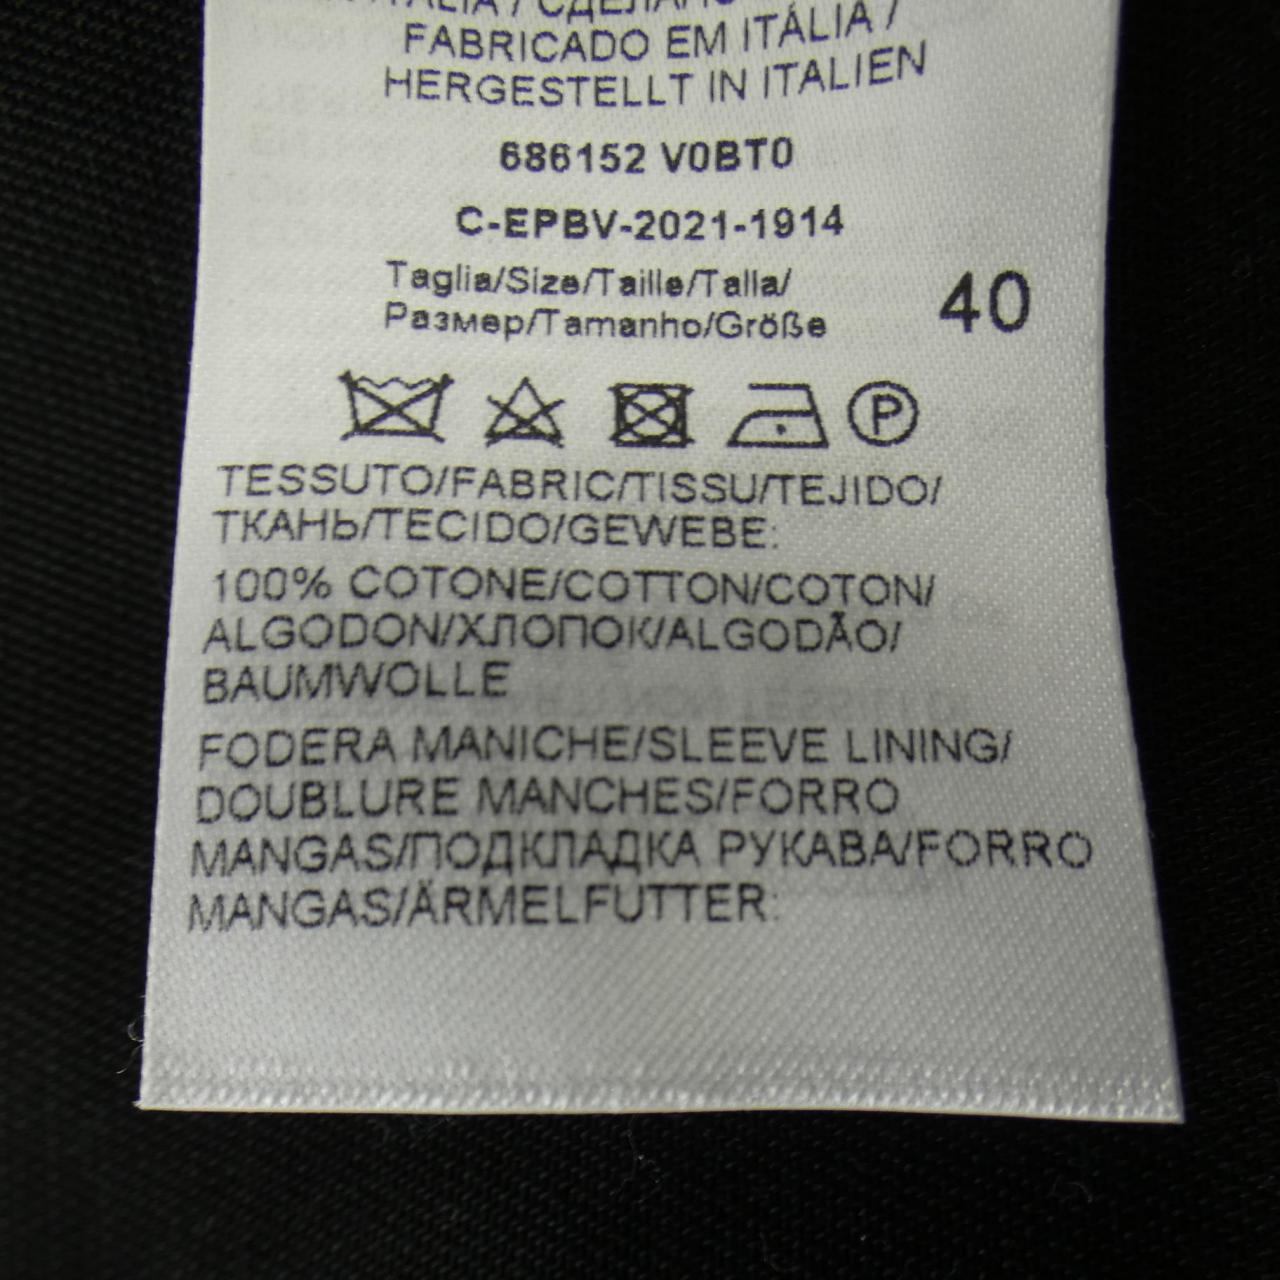 ITALIA / СДЕЛАНО
FABRICADO EM ITÁLIA /
HERGESTELLT IN ITALIEN
686152 V0BT0
C-EPBV-2021-1914
Taglia/Size/Taille/Talla/
Размер/Tamanho/Größe 40
P
TESSUTO/FABRIC/TISSU/TEJIDO/
ТКАНЬ/TECIDO/GEWEBE:
100% COTONE/COTTON/COTON/
ALGODON/ХЛОПОК/ALGODÃO/
BAUMWOLLE
FODERA MANICHE/SLEEVE LINING/
DOUBLURE MANCHES/FORRO
MANGAS/ПОДКЛАДКА РУКАВА/FORRO
MANGAS/ÄRMELFUTTER: